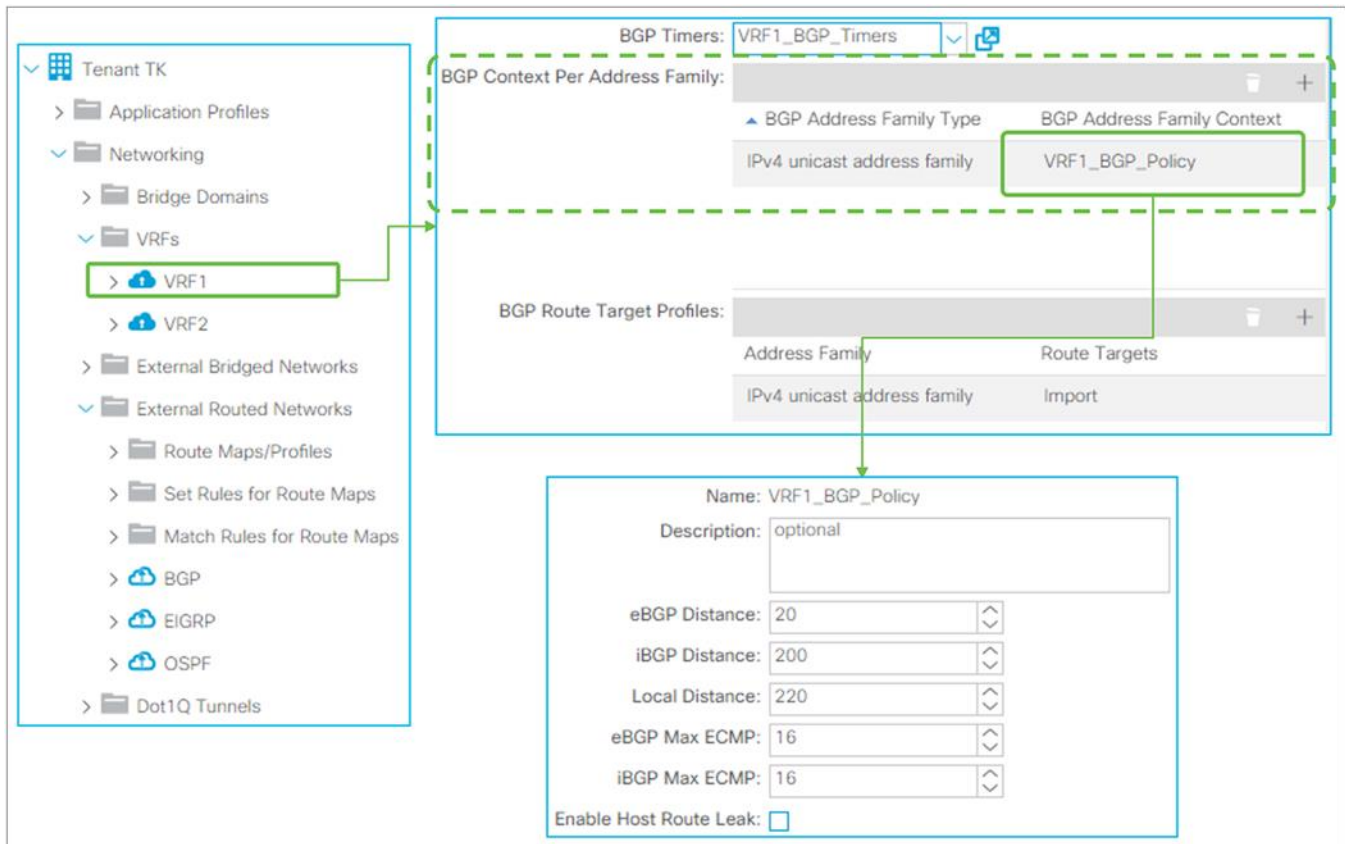 Tenant TK
Application Profiles
Networking
Bridge Domains
VRFs
VRF1
VRF2
External Bridged Networks
External Routed Networks
Route Maps/Profiles
Set Rules for Route Maps
Match Rules for Route Maps
BGP
EIGRP
OSPF
Dot1Q Tunnels
BGP Timers: VRF1_BGP_Timers
BGP Context Per Address Family:
BGP Address Family Type BGP Address Family Context
IPv4 unicast address family VRF1_BGP_Policy
BGP Route Target Profiles:
Address Family Route Targets
IPv4 unicast address family Import
Name: VRF1_BGP_Policy
Description: optional
eBGP Distance: 20
iBGP Distance: 200
Local Distance: 220
eBGP Max ECMP: 16
iBGP Max ECMP: 16
Enable Host Route Leak: